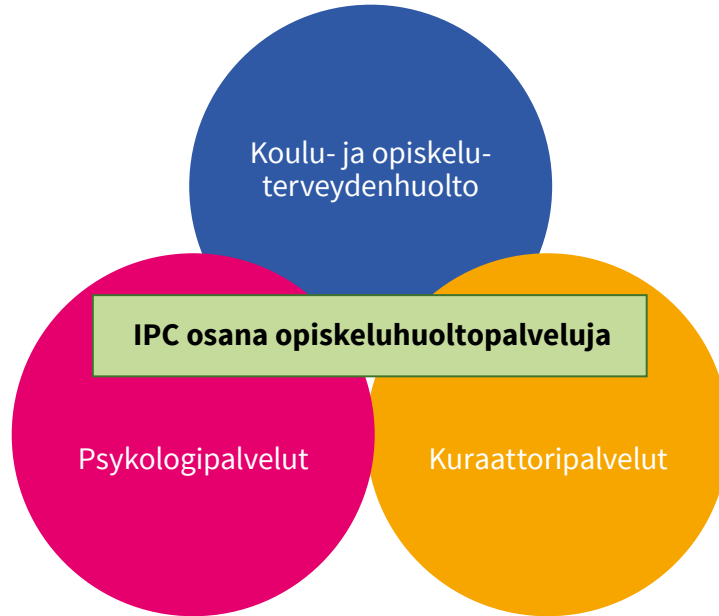 Koulu- ja opiskelu-
terveydenhuolto
IPC osana opiskeluhuoltopalveluja
Psykologipalvelut
Kuraattoripalvelut